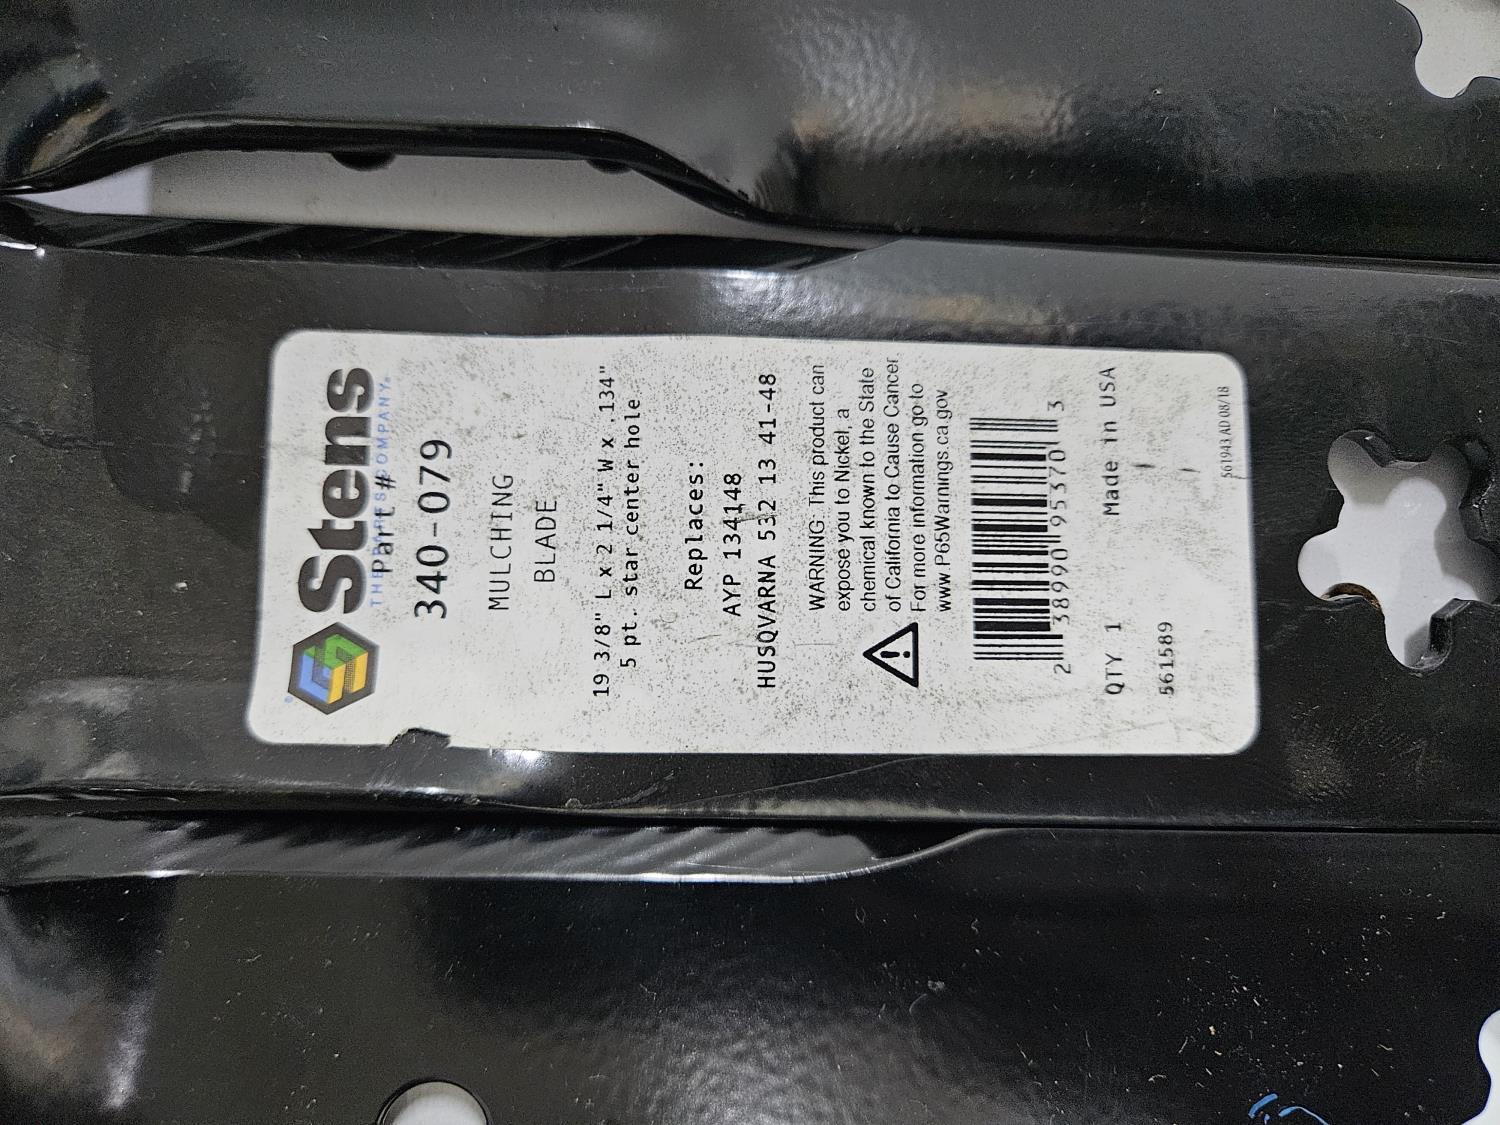 Stens
THE PARTS COMPANY
Part #
340-079
MULCHING
BLADE
19 3/8" L x 2 1/4" W x .134"
5 pt. star center hole
Replaces:
AYP 134148
HUSQVARNA 532 13 41-48
WARNING: This product can
expose you to Nickel, a
chemical known to the State
of California to Cause Cancer.
For more information go to
www.P65Warnings.ca.gov
2 38990 95370 3
QTY 1 Made in USA
561589
561943 AD 08/18